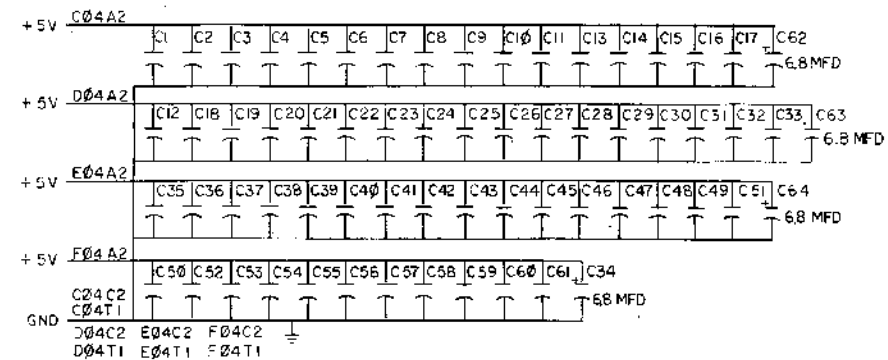 +5V CØ4A2
C1 C2 C3 C4 C5 C6 C7 C8 C9 C1Ø C11 C13 C14 C15 C16 C17 + C62
6.8 MFD
+5V DØ4A2
C12 C18 C19 C20 C21 C22 C23 C24 C25 C26 C27 C28 C29 C30 C31 C32 C33 C63
6.8 MFD
+5V EØ4A2
C35 C36 C37 C38 C39 C4Ø C41 C42 C43 C44 C45 C46 C47 C48 C49 C51 + C64
6.8 MFD
+5V FØ4A2
C5Ø C52 C53 C54 C55 C56 C57 C58 C59 C6Ø C61 + C34
6.8 MFD
CØ4C2
CØ4T1
GND
DØ4C2 EØ4C2 FØ4C2
DØ4T1 EØ4T1 FØ4T1